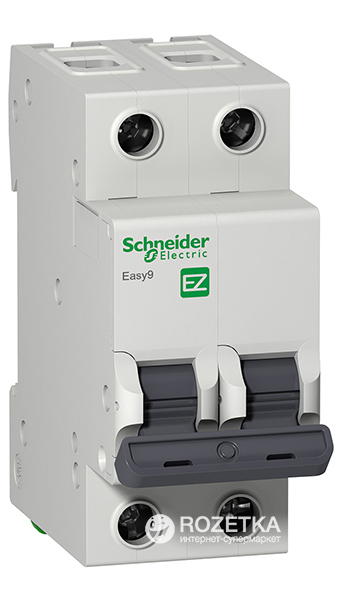 Schneider
Electric
Easy9
EZ
ROZETKA
интернет-супермаркет